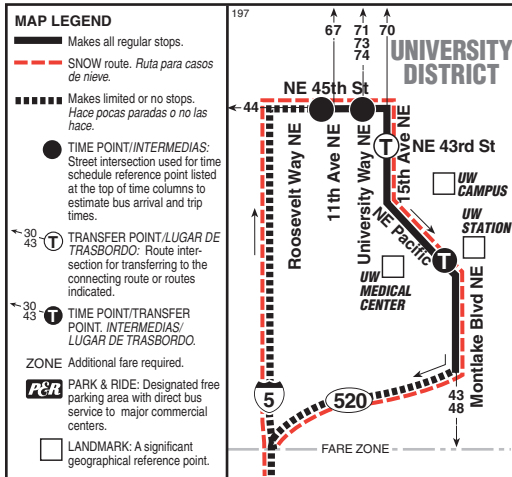 MAP LEGEND
Makes all regular stops.
SNOW route. Ruta para casos
de nieve.
Makes limited or no stops.
Hace pocas paradas o no las
hace.
TIME POINT/INTERMEDIAS:
Street intersection used for time
schedule reference point listed
at the top of time columns to
estimate bus arrival and trip
times.
30
43
T
TRANSFER POINT/LUGAR DE
TRASBORDO: Route inter-
section for transferring to the
connecting route or routes
indicated.
30
43
T
TIME POINT/TRANSFER
POINT. INTERMEDIAS/
LUGAR DE TRASBORDO.
ZONE Additional fare required.
P&R
PARK & RIDE: Designated free
parking area with direct bus
service to major commercial
centers.
LANDMARK: A significant
geographical reference point.
197
67
71
73
74
70
UNIVERSITY
DISTRICT
NE 45th St
44
T
NE 43rd St
Roosevelt Way NE
11th Ave NE
University Way NE
15th Ave NE
UW
CAMPUS
NE Pacific
UW
STATION
T
UW
MEDICAL
CENTER
Montlake Blvd NE
5
520
43
48
FARE ZONE